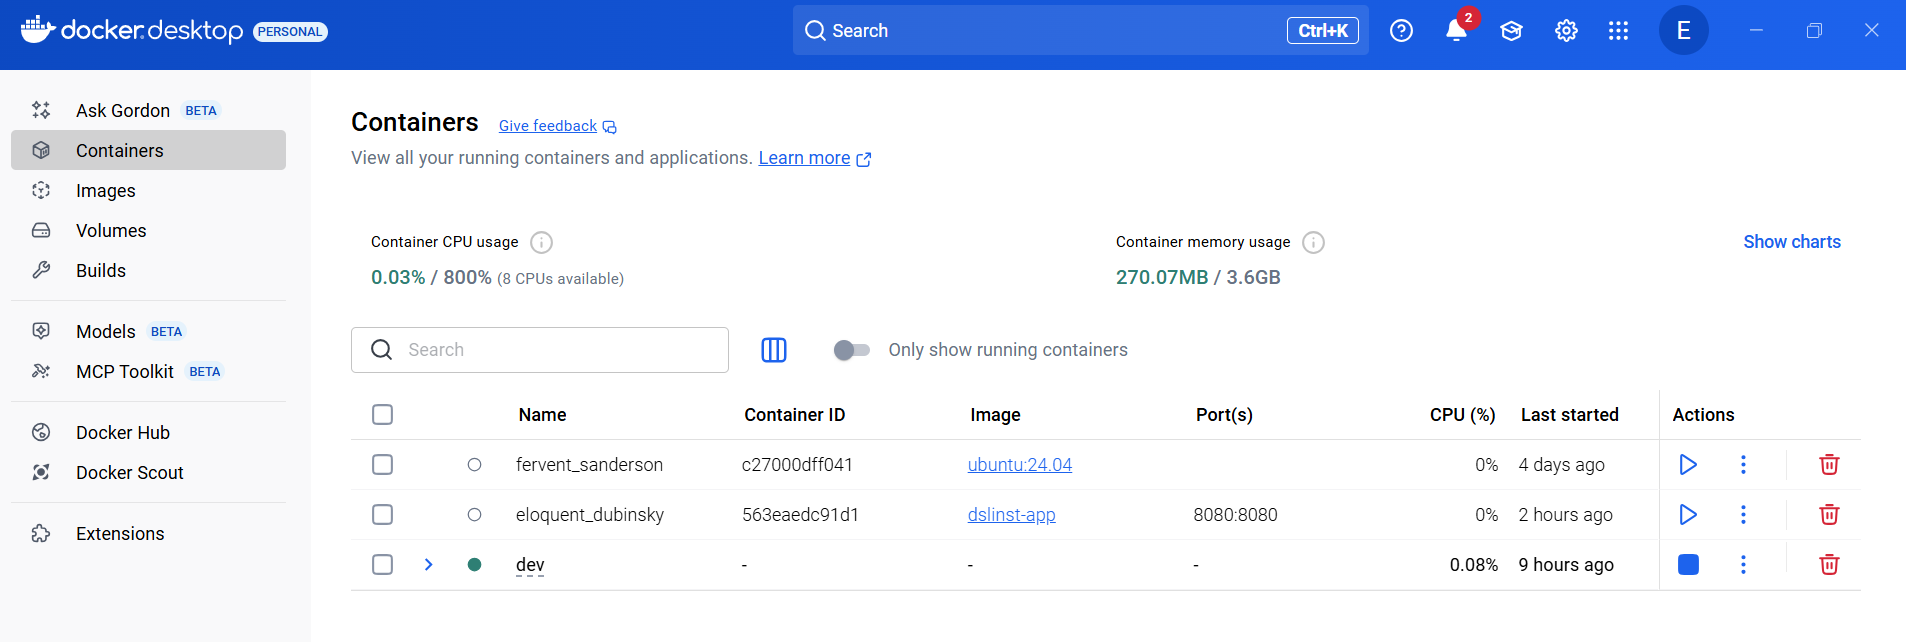 docker.desktop PERSONAL
Search Ctrl+K
2
E
Ask Gordon BETA
Containers
Images
Volumes
Builds
Models BETA
MCP Toolkit BETA
Docker Hub
Docker Scout
Extensions
Containers Give feedback
View all your running containers and applications. Learn more
Container CPU usage
0.03% / 800% (8 CPUs available)
Container memory usage
270.07MB / 3.6GB
Show charts
Search
Only show running containers
Name Container ID Image Port(s) CPU (%) Last started Actions
fervent_sanderson c27000dff041 ubuntu:24.04 0% 4 days ago
eloquent_dubinsky 563eaedc91d1 dslinst-app 8080:8080 0% 2 hours ago
dev - - - 0.08% 9 hours ago